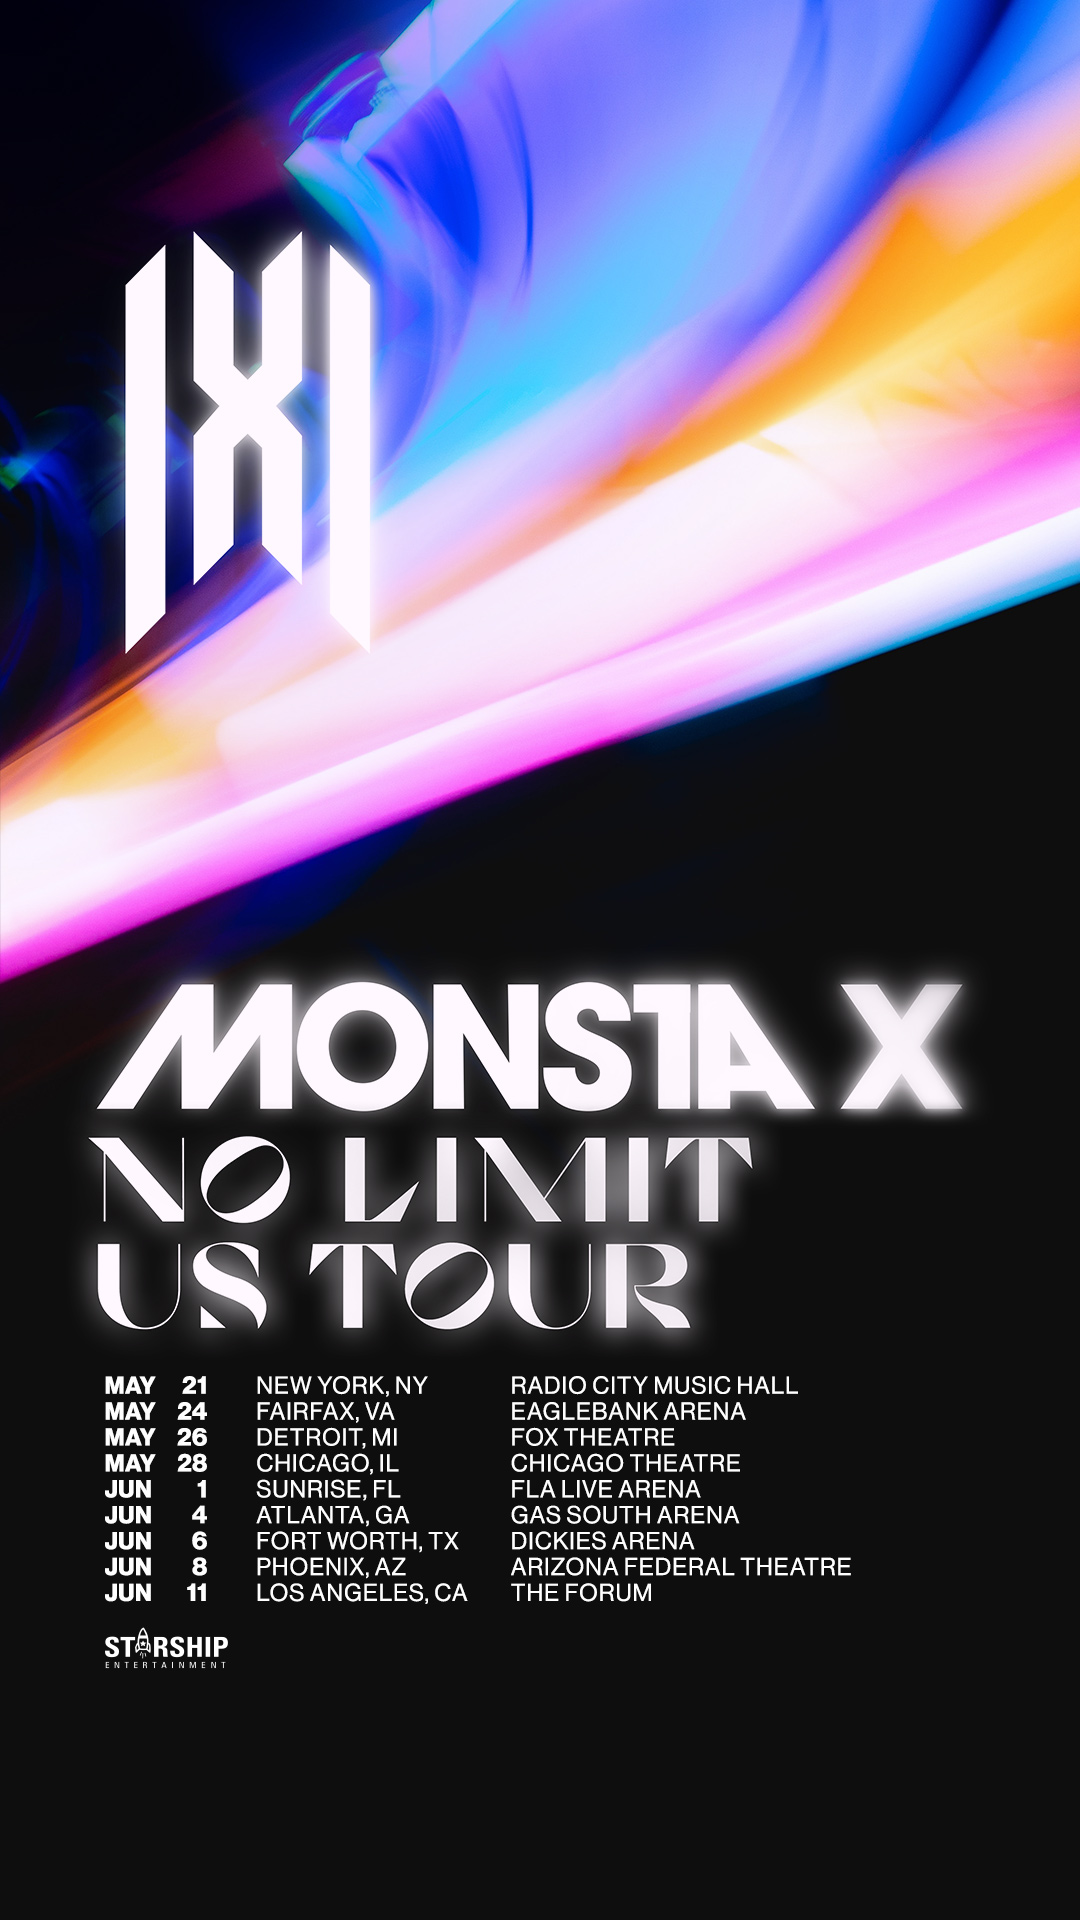 MONSTA X
NO LIMIT
US TOUR
MAY 21 NEW YORK, NY RADIO CITY MUSIC HALL
MAY 24 FAIRFAX, VA EAGLEBANK ARENA
MAY 26 DETROIT, MI FOX THEATRE
MAY 28 CHICAGO, IL CHICAGO THEATRE
JUN 1 SUNRISE, FL FLA LIVE ARENA
JUN 4 ATLANTA, GA GAS SOUTH ARENA
JUN 6 FORT WORTH, TX DICKIES ARENA
JUN 8 PHOENIX, AZ ARIZONA FEDERAL THEATRE
JUN 11 LOS ANGELES, CA THE FORUM
STARSHIP
ENTERTAINMENT